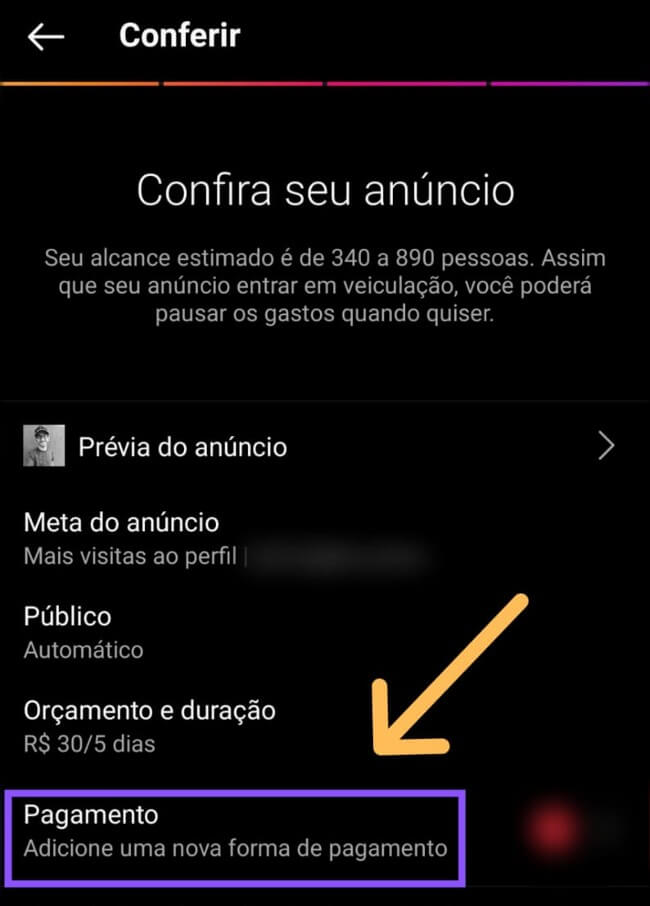 Conferir
Confira seu anúncio
Seu alcance estimado é de 340 a 890 pessoas. Assim
que seu anúncio entrar em veiculação, você poderá
pausar os gastos quando quiser.
Prévia do anúncio
Meta do anúncio
Mais visitas ao perfil |
Público
Automático
Orçamento e duração
R$ 30/5 dias
Pagamento
Adicione uma nova forma de pagamento